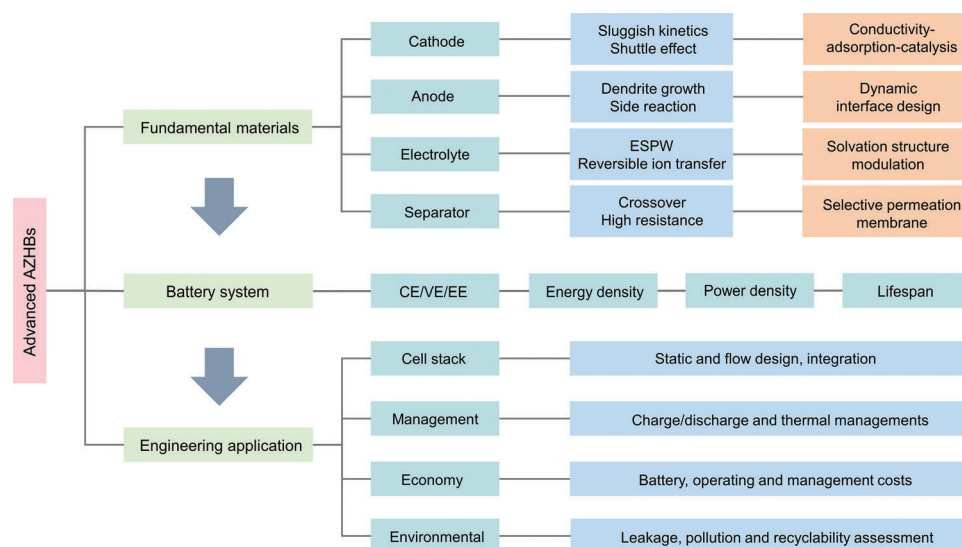 Advanced AZHBs
Fundamental materials
Cathode
Sluggish kinetics
Shuttle effect
Conductivity-
adsorption-catalysis
Anode
Dendrite growth
Side reaction
Dynamic
interface design
Electrolyte
ESPW
Reversible ion transfer
Solvation structure
modulation
Separator
Crossover
High resistance
Selective permeation
membrane
Battery system
CE/VE/EE
Energy density
Power density
Lifespan
Engineering application
Cell stack
Static and flow design, integration
Management
Charge/discharge and thermal managements
Economy
Battery, operating and management costs
Environmental
Leakage, pollution and recyclability assessment